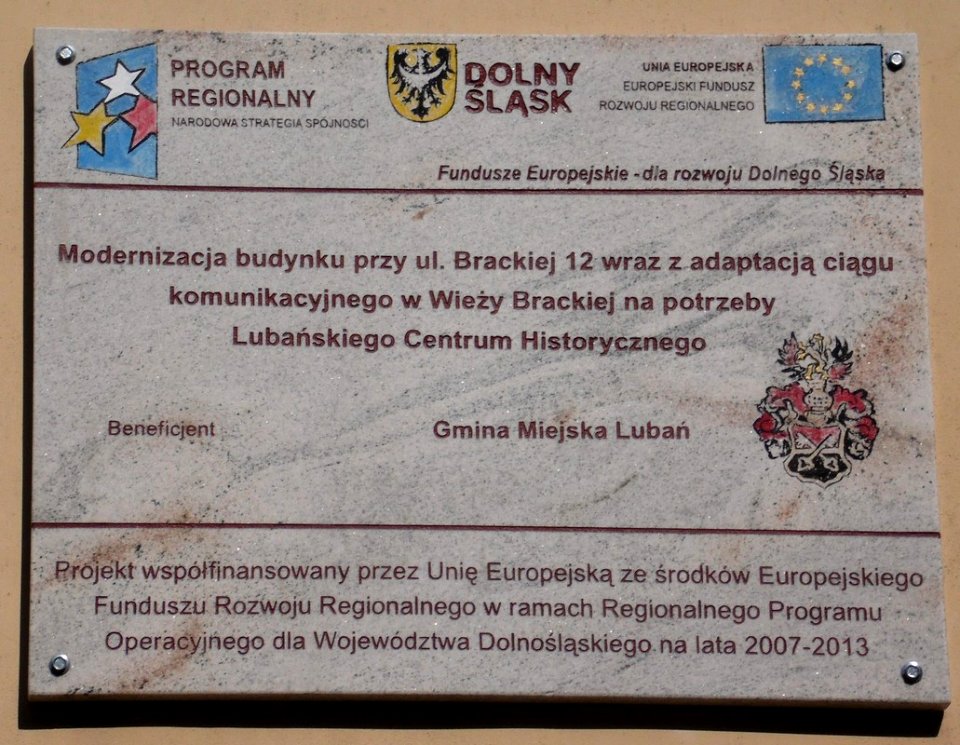 PROGRAM
REGIONALNY
NARODOWA STRATEGIA SPÓJNOŚCI
DOLNY
ŚLĄSK
UNIA EUROPEJSKA
EUROPEJSKI FUNDUSZ
ROZWOJU REGIONALNEGO
Fundusze Europejskie - dla rozwoju Dolnego Śląska
Modernizacja budynku przy ul. Brackiej 12 wraz z adaptacją ciągu
komunikacyjnego w Wieży Brackiej na potrzeby
Lubańskiego Centrum Historycznego
Beneficjent Gmina Miejska Lubań
Projekt współfinansowany przez Unię Europejską ze środków Europejskiego
Funduszu Rozwoju Regionalnego w ramach Regionalnego Programu
Operacyjnego dla Województwa Dolnośląskiego na lata 2007-2013